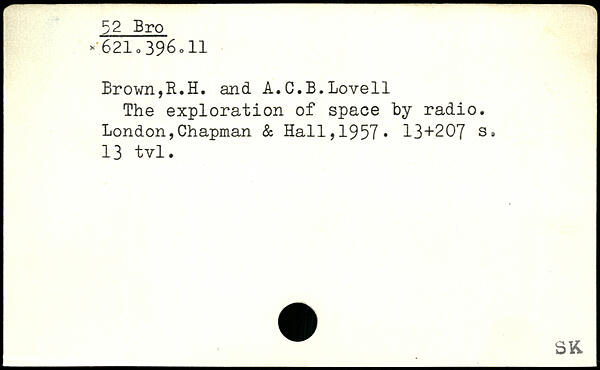 52 Bro
×621.396.11
Brown,R.H. and A.C.B.Lovell
The exploration of space by radio.
London,Chapman & Hall,1957. 13+207 s.
13 tvl.
SK